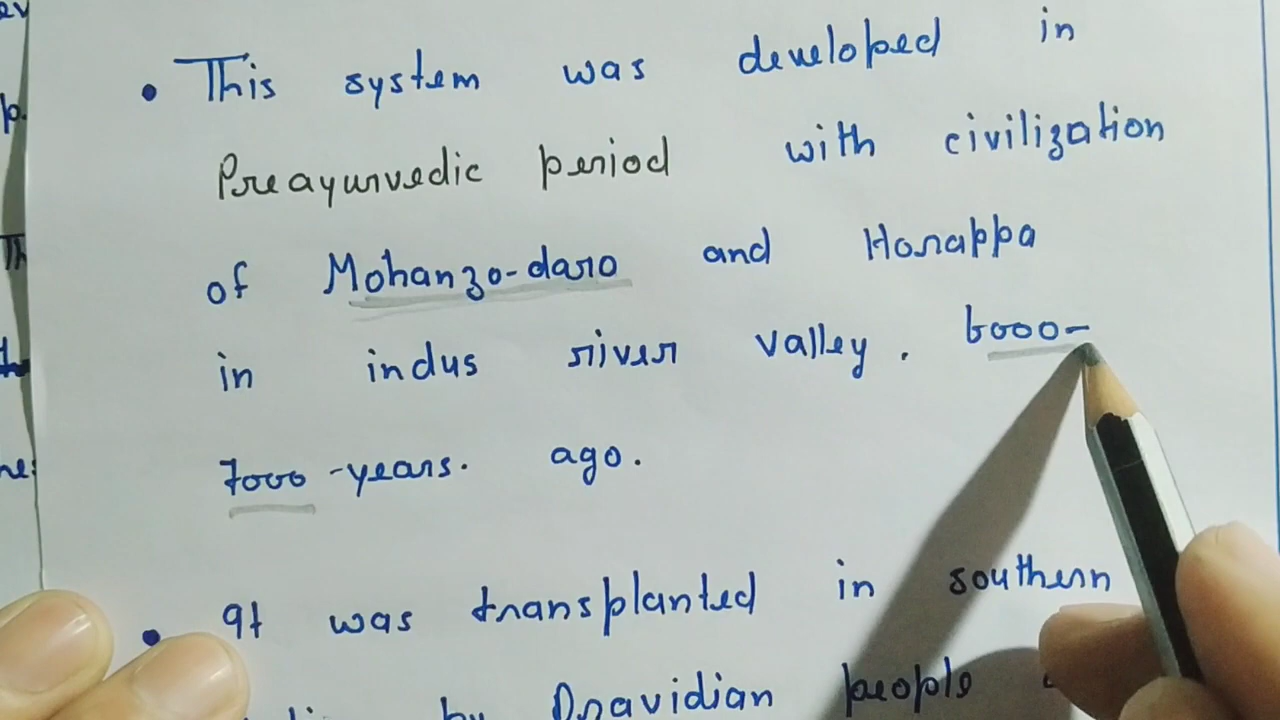 • This system was developed in
Preayurvedic period with civilization
of Mohanzo-daro and Harappa
in indus river valley. 6000-
7000 -years. ago.
• It was transplanted in southern
by Dravidian people